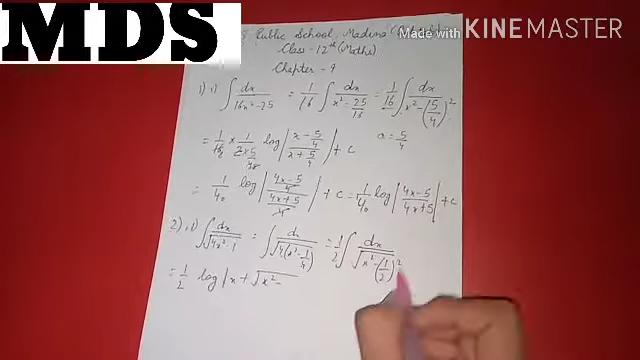 MDS
Public School, Madina
Made with KINEMASTER
Class - 12th (Maths)
Chapter - 9
1) i) ∫ dx/(16x² - 25) = 1/16 ∫ dx/(x² - 25/16) = 1/16 ∫ dx/(x² - (5/4)²)
= 1/16 × 1/(2 × 5/4) log |(x - 5/4)/(x + 5/4)| + c a = 5/4
= 1/40 log |((4x - 5)/4)/((4x + 5)/4)| + c = 1/40 log |(4x - 5)/(4x + 5)| + c
2) i) ∫ dx/√(4x² - 1) = ∫ dx/√(4(x² - 1/4)) = 1/2 ∫ dx/√(x² - (1/2)²)
= 1/2 log |x + √(x² -